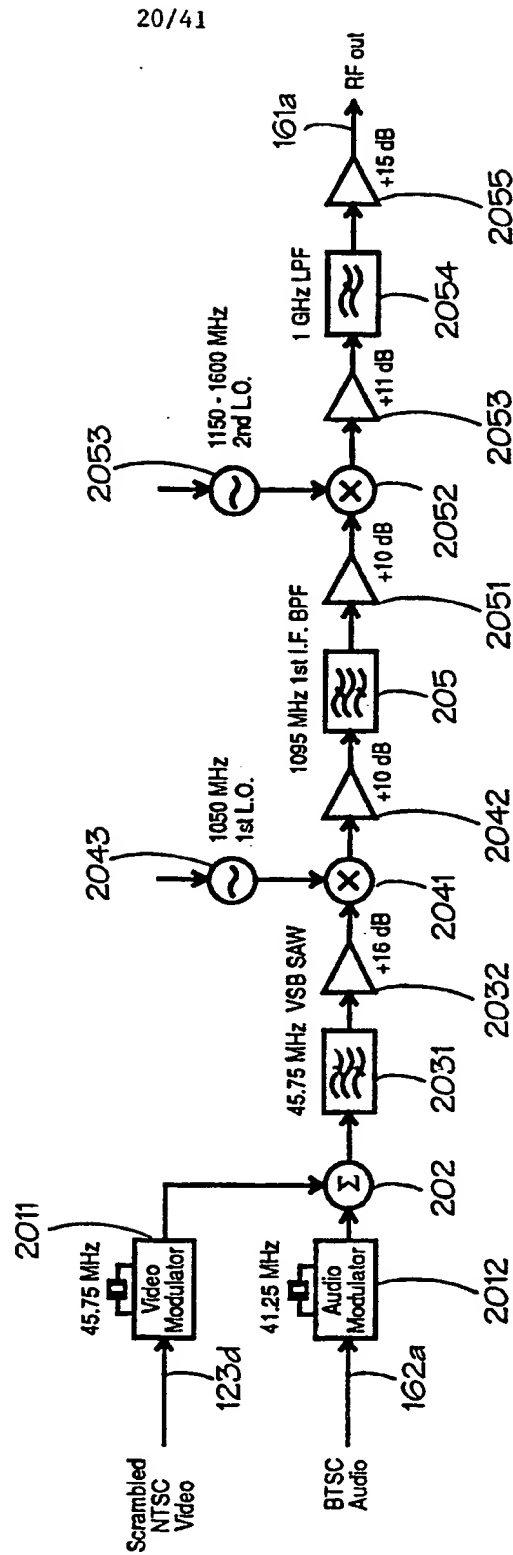 20/41
Scrambled
NTSC
Video
123d
45.75 MHz
Video
Modulator
2011
BTSC
Audio
162a
41.25 MHz
Audio
Modulator
2012
Σ
202
45.75 MHz VSB SAW
2031
+16 dB
2032
2043
1050 MHz
1st L.O.
X
2041
+10 dB
2042
1095 MHz 1st I.F. BPF
205
+10 dB
2051
2053
1150 - 1600 MHz
2nd L.O.
X
2052
+11 dB
2053
1 GHz LPF
2054
+15 dB
2055
161a
RF out